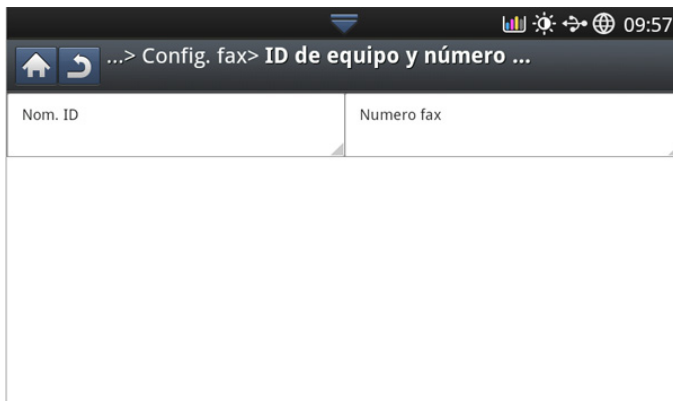 09:57
...> Config. fax> ID de equipo y número ...
Nom. ID
Numero fax